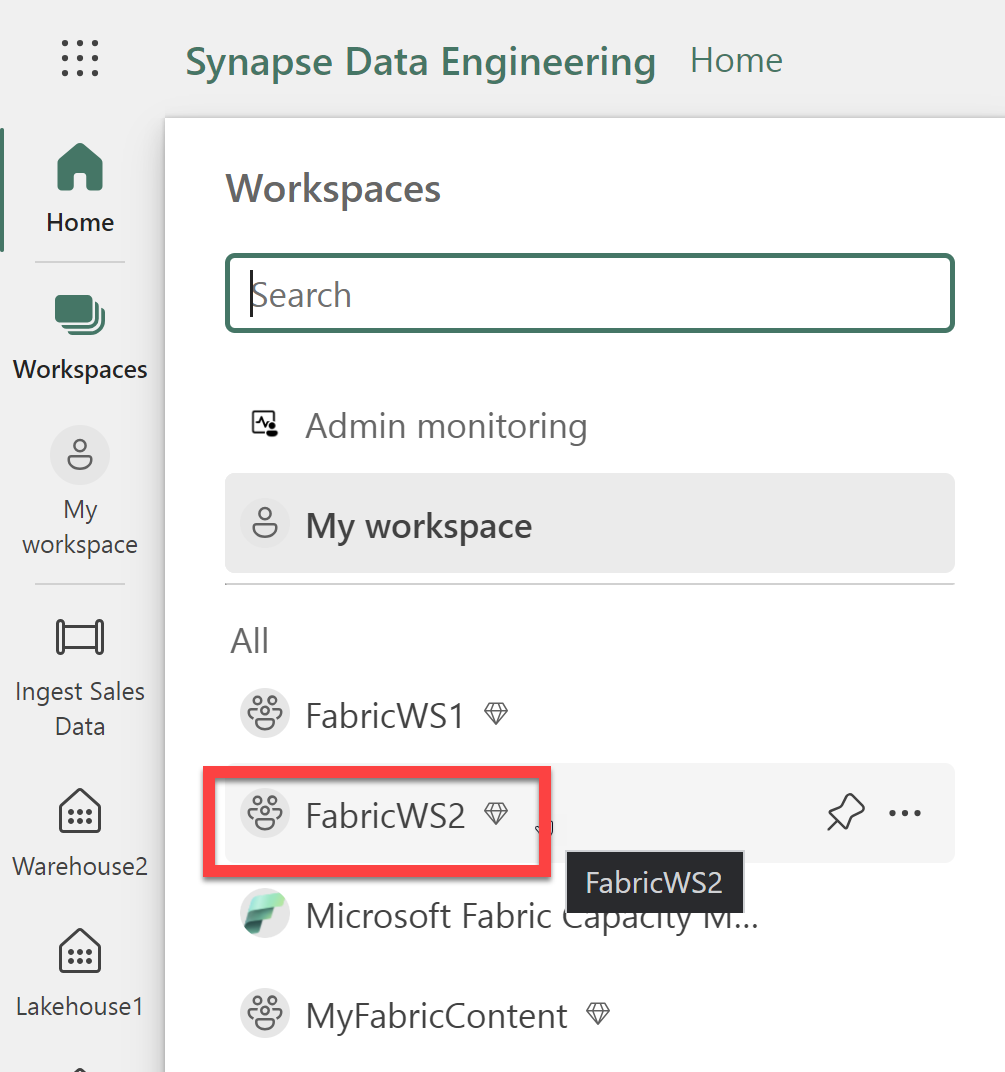 Synapse Data Engineering Home
Home
Workspaces
My
workspace
Ingest Sales
Data
Warehouse2
Lakehouse1
Workspaces
Search
Admin monitoring
My workspace
All
FabricWS1
FabricWS2
FabricWS2
Microsoft Fabric Capacity M...
MyFabricContent